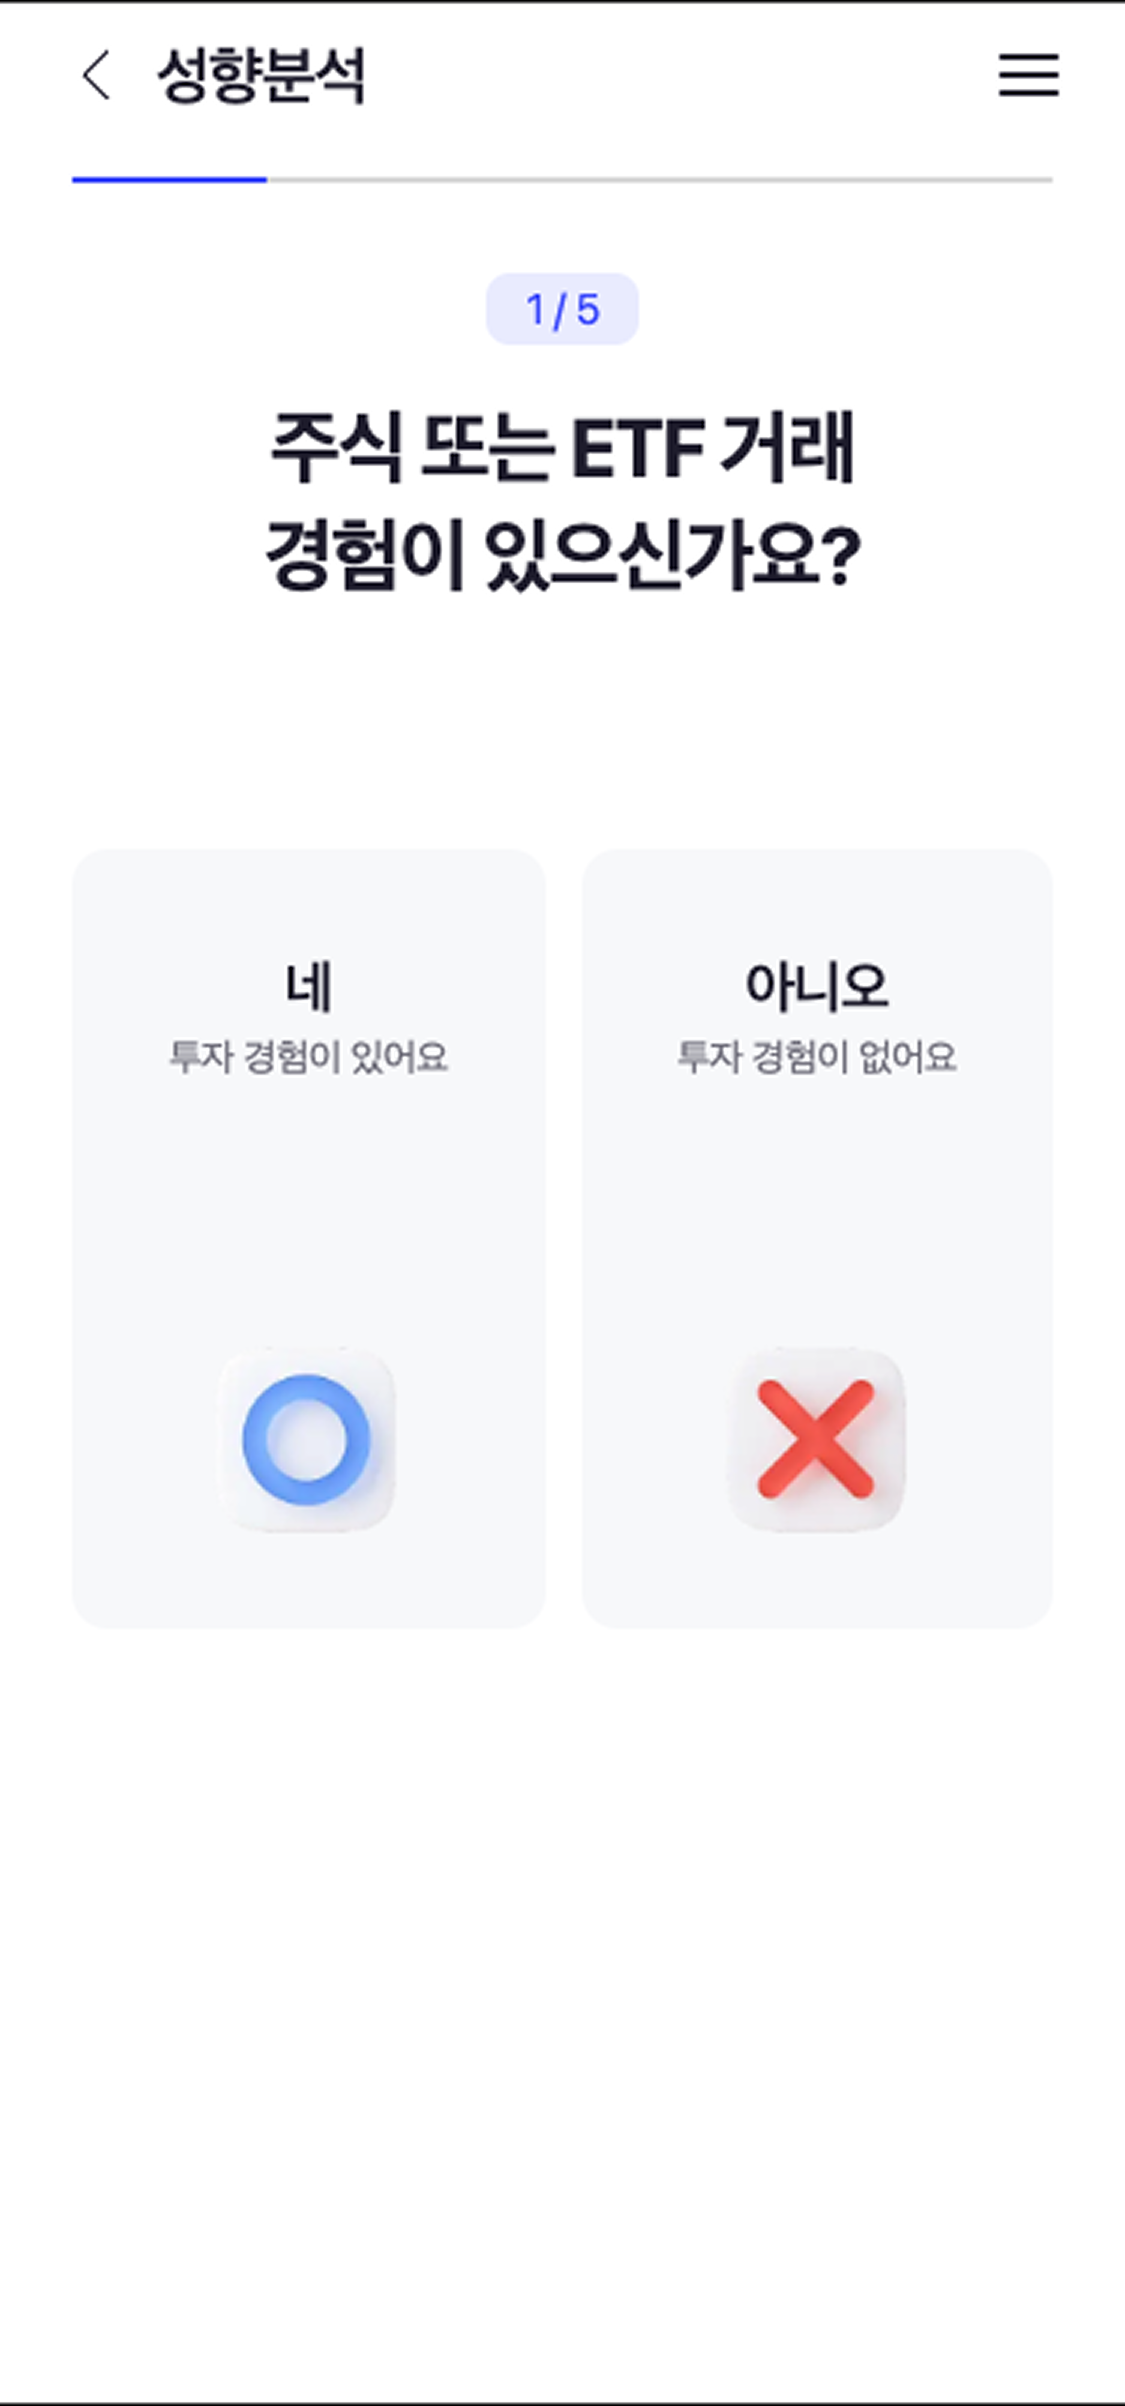 성향분석
1 / 5
주식 또는 ETF 거래
경험이 있으신가요?
네
투자 경험이 있어요
아니오
투자 경험이 없어요